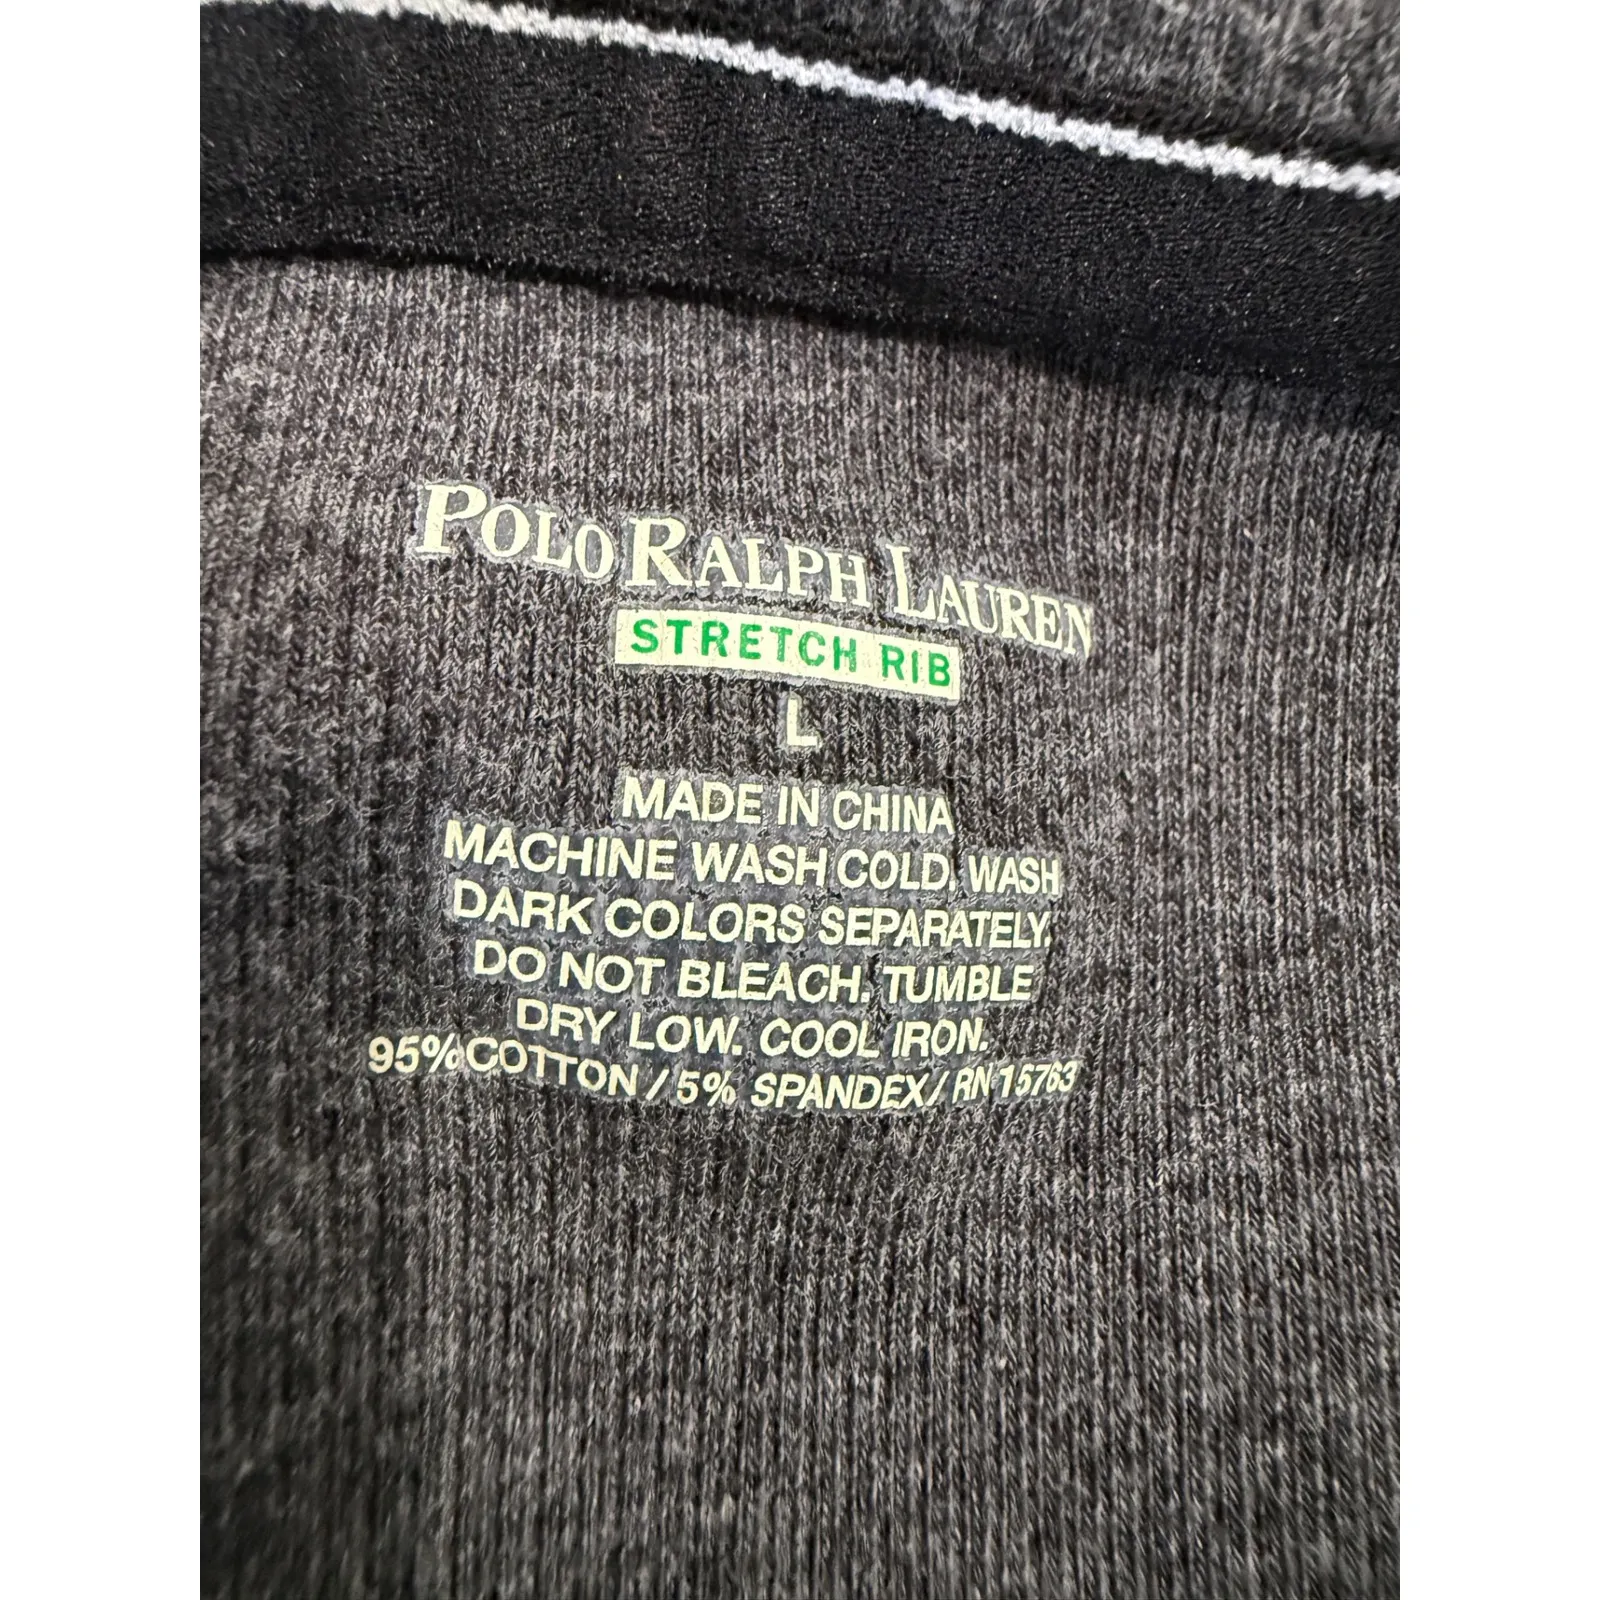 POLO RALPH LAUREN
STRETCH RIB
L
MADE IN CHINA
MACHINE WASH COLD, WASH
DARK COLORS SEPARATELY.
DO NOT BLEACH. TUMBLE
DRY LOW. COOL IRON.
95% COTTON / 5% SPANDEX / RN 15763